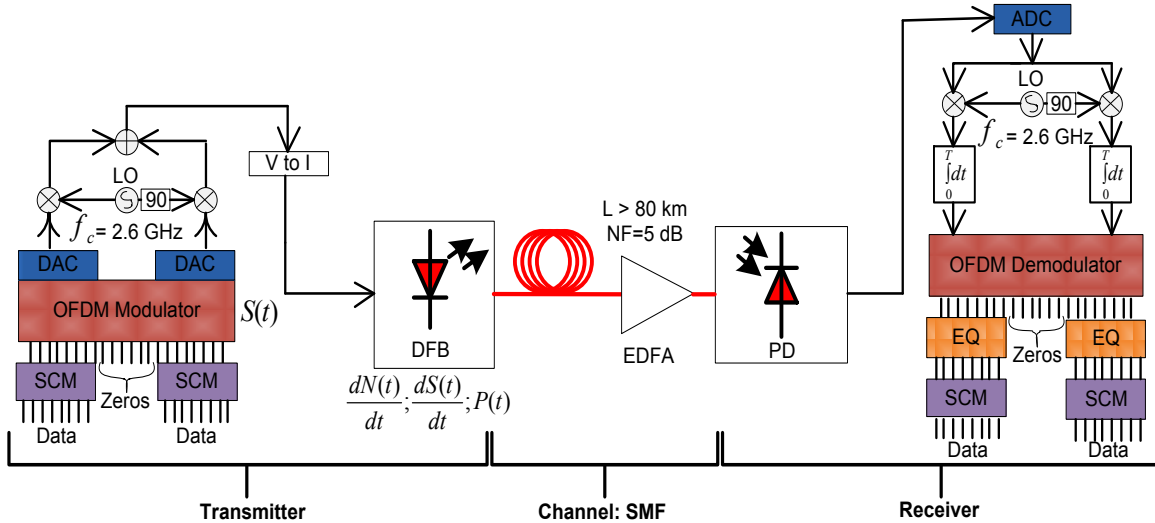 LO
90
f_c = 2.6 GHz
DAC
DAC
OFDM Modulator
S(t)
SCM
SCM
Zeros
Data
Data
V to I
DFB
dN(t)/dt ; dS(t)/dt ; P(t)
L > 80 km
NF=5 dB
EDFA
PD
ADC
LO
90
f_c = 2.6 GHz
T
∫dt
0
T
∫dt
0
OFDM Demodulator
EQ
EQ
Zeros
SCM
SCM
Data
Data
Transmitter
Channel: SMF
Receiver